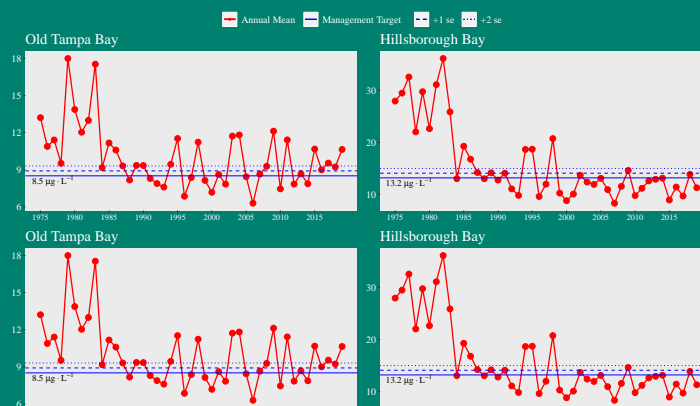 Annual Mean Management Target +1 se +2 se
Old Tampa Bay Hillsborough Bay
18
15
12
9
6
8.5 μg · L⁻¹
1975 1980 1985 1990 1995 2000 2005 2010 2015
30
20
10
13.2 μg · L⁻¹
1975 1980 1985 1990 1995 2000 2005 2010 2015
Old Tampa Bay Hillsborough Bay
18
15
12
9
6
8.5 μg · L⁻¹
30
20
10
13.2 μg · L⁻¹